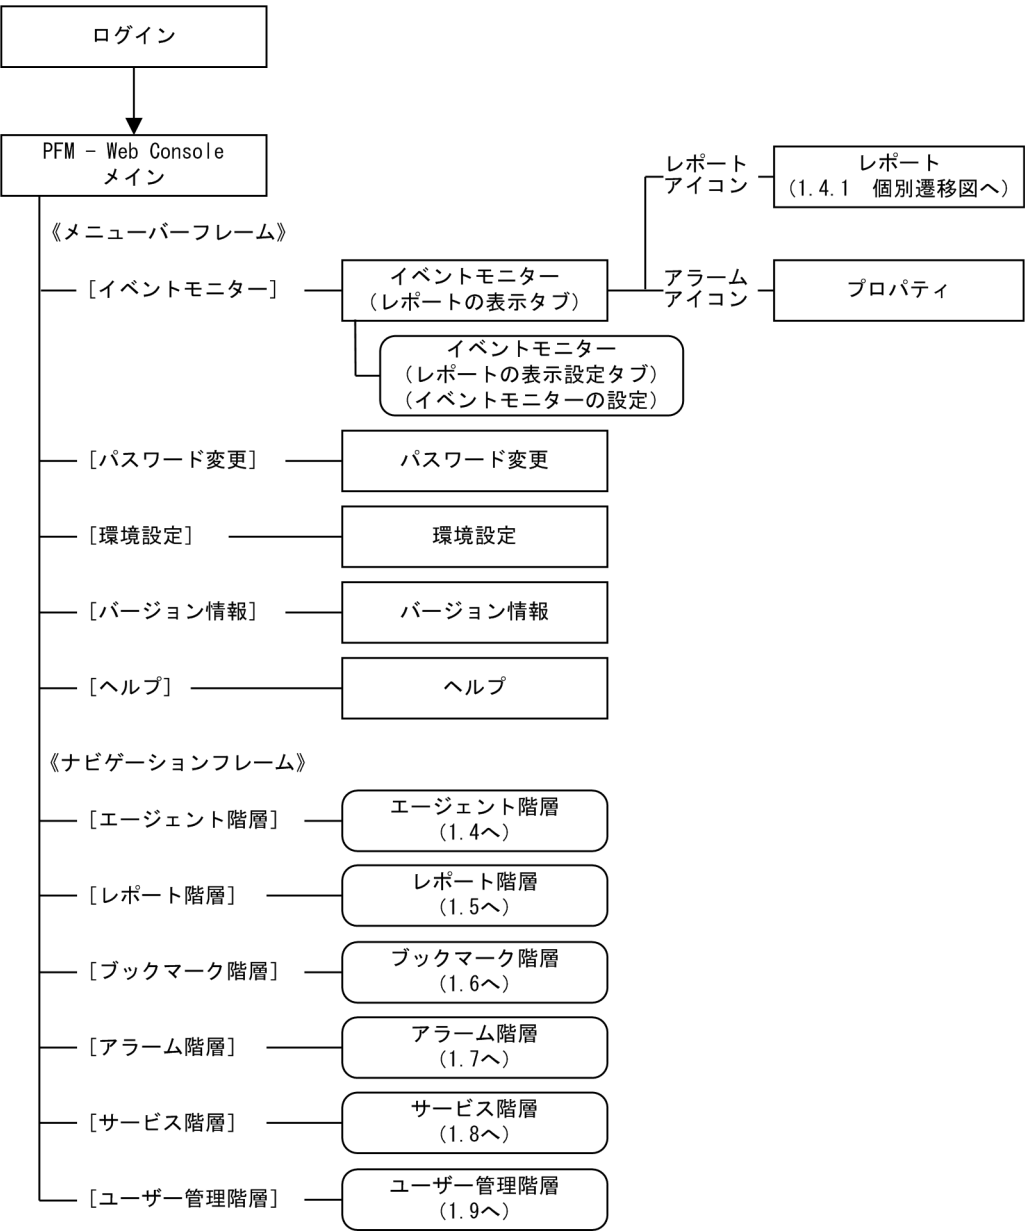 ログイン
PFM - Web Console
メイン
《メニューバーフレーム》
[イベントモニター]
イベントモニター
(レポートの表示タブ)
レポート
アイコン
レポート
(1.4.1　個別遷移図へ)
アラーム
アイコン
プロパティ
イベントモニター
(レポートの表示設定タブ)
(イベントモニターの設定)
[パスワード変更]
パスワード変更
[環境設定]
環境設定
[バージョン情報]
バージョン情報
[ヘルプ]
ヘルプ
《ナビゲーションフレーム》
[エージェント階層]
エージェント階層
(1.4へ)
[レポート階層]
レポート階層
(1.5へ)
[ブックマーク階層]
ブックマーク階層
(1.6へ)
[アラーム階層]
アラーム階層
(1.7へ)
[サービス階層]
サービス階層
(1.8へ)
[ユーザー管理階層]
ユーザー管理階層
(1.9へ)